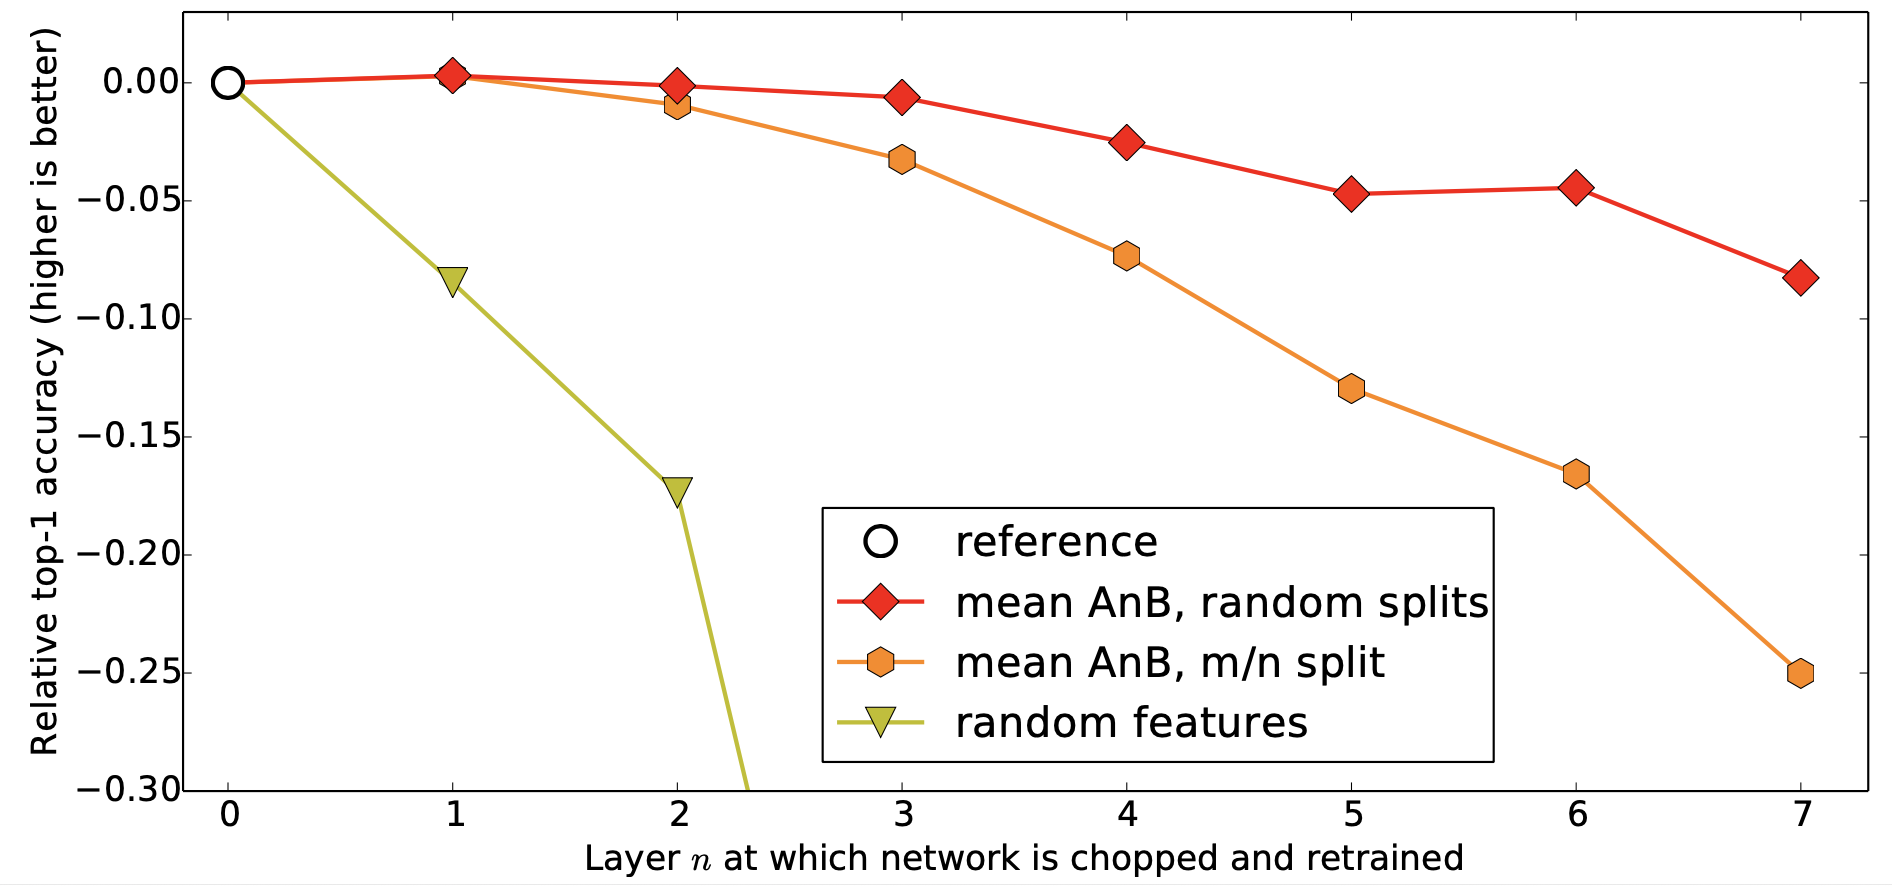 Relative top-1 accuracy (higher is better)
0.00
−0.05
−0.10
−0.15
−0.20
−0.25
−0.30
reference
mean AnB, random splits
mean AnB, m/n split
random features
0 1 2 3 4 5 6 7
Layer n at which network is chopped and retrained